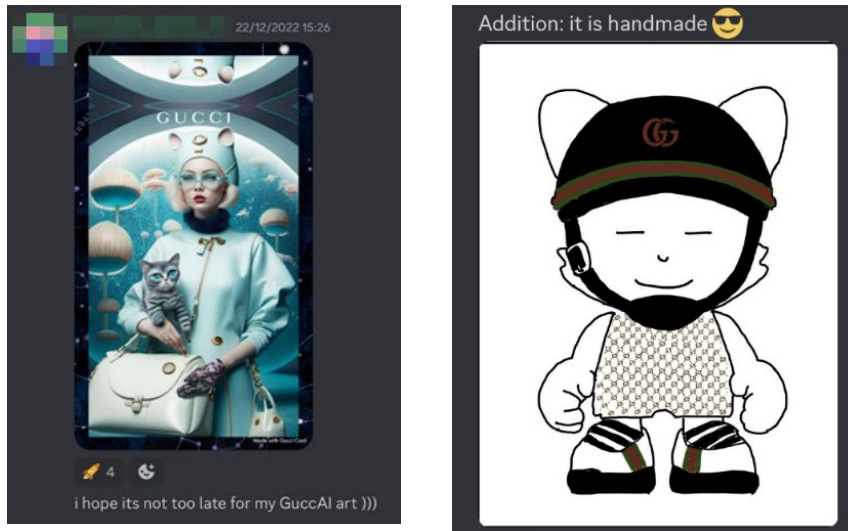 22/12/2022 15:26
GUCCI
Made with Gucci Card
4
i hope its not too late for my GuccAI art )))
Addition: it is handmade 😎
GG